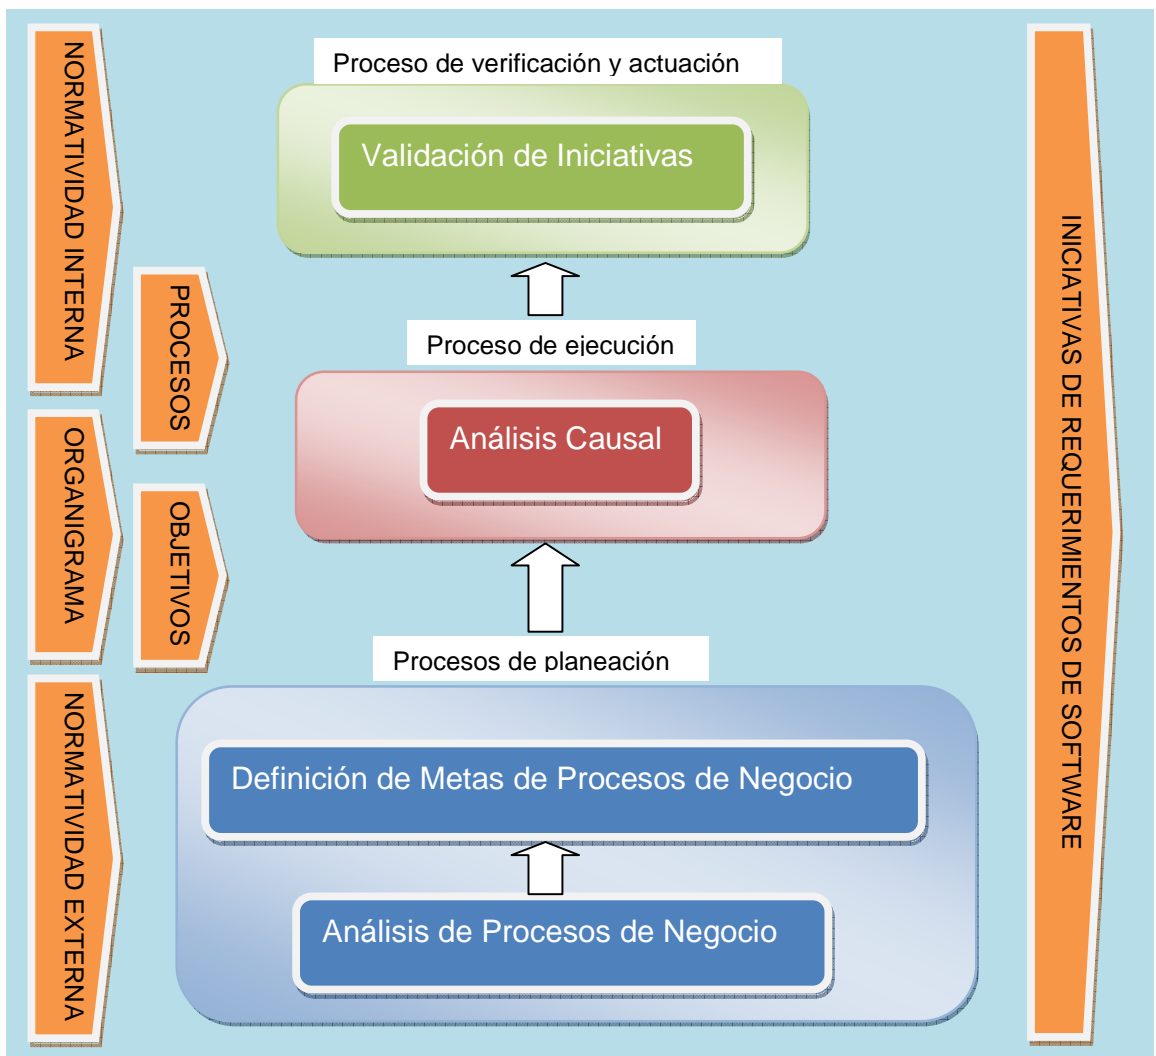 NORMATIVIDAD INTERNA
PROCESOS
ORGANIGRAMA
OBJETIVOS
NORMATIVIDAD EXTERNA
Proceso de verificación y actuación
Validación de Iniciativas
Proceso de ejecución
Análisis Causal
Procesos de planeación
Definición de Metas de Procesos de Negocio
Análisis de Procesos de Negocio
INICIATIVAS DE REQUERIMIENTOS DE SOFTWARE